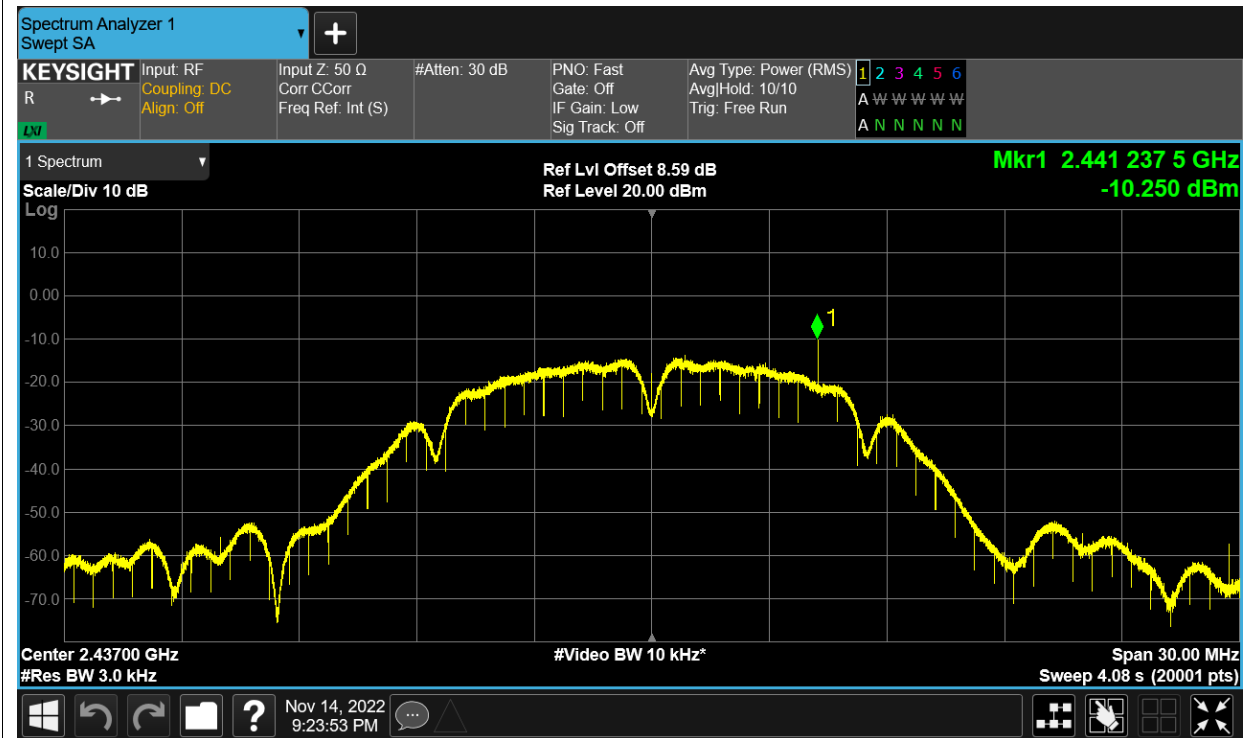 Spectrum Analyzer 1
Swept SA
KEYSIGHT
R
LXI
Input: RF
Coupling: DC
Align: Off
Input Z: 50 Ω
Corr CCorr
Freq Ref: Int (S)
#Atten: 30 dB
PNO: Fast
Gate: Off
IF Gain: Low
Sig Track: Off
Avg Type: Power (RMS)
Avg|Hold: 10/10
Trig: Free Run
1 2 3 4 5 6
A W W W W W
A N N N N N
1 Spectrum
Scale/Div 10 dB
Log
Ref Lvl Offset 8.59 dB
Ref Level 20.00 dBm
Mkr1 2.441 237 5 GHz
-10.250 dBm
10.0
0.00
1
-10.0
-20.0
-30.0
-40.0
-50.0
-60.0
-70.0
Center 2.43700 GHz
#Res BW 3.0 kHz
#Video BW 10 kHz*
Span 30.00 MHz
Sweep 4.08 s (20001 pts)
?
Nov 14, 2022
9:23:53 PM